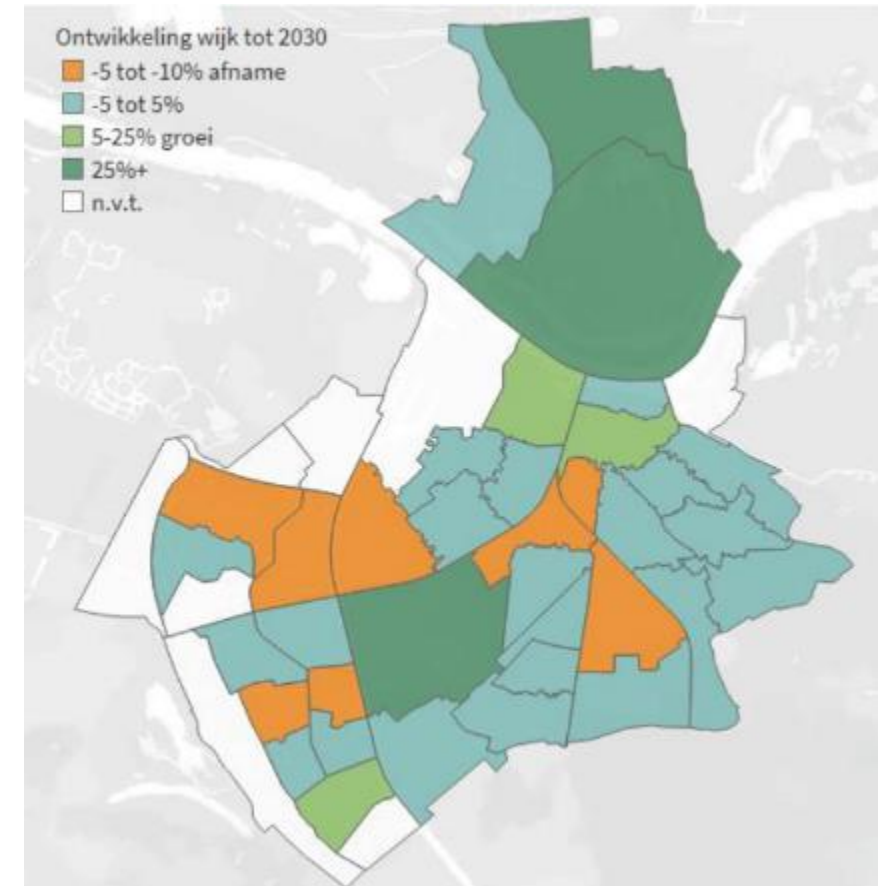 Ontwikkeling wijk tot 2030
-5 tot -10% afname
-5 tot 5%
5-25% groei
25%+
n.v.t.